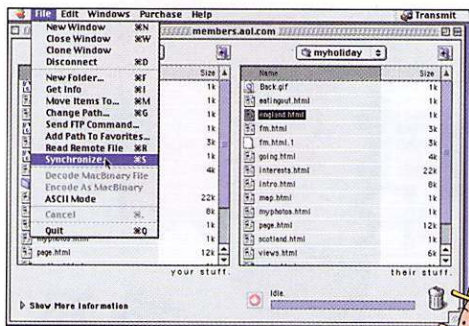 File Edit Windows Purchase Help Transmit
members.aol.com
New Window ⌘N
Close Window ⌘W
Clone Window
Disconnect ⌘D
New Folder... ⌘F
Get Info ⌘I
Move Items To... ⌘M
Change Path... ⌘G
Send FTP Command...
Add Path To Favorites...
Read Remote File ⌘R
Synchronize... ⌘S
Decode MacBinary File
Encode As MacBinary
ASCII Mode
Cancel ⌘.
Quit ⌘Q
myholiday
Size
1k
1k
1k
1k
3k
3k
1k
4k
22k
8k
1k
myphotos.html 1k
page.html 12k
Name Size
Back.gif 1k
eatingout.html 1k
england.html 1k
fm.html 3k
fm.html.1 3k
going.html 4k
interests.html 22k
intro.html 8k
map.html 1k
myphotos.html 1k
page.html 12k
scotland.html 1k
views.html 6k
your stuff.
their stuff.
Show More Information
Idle.